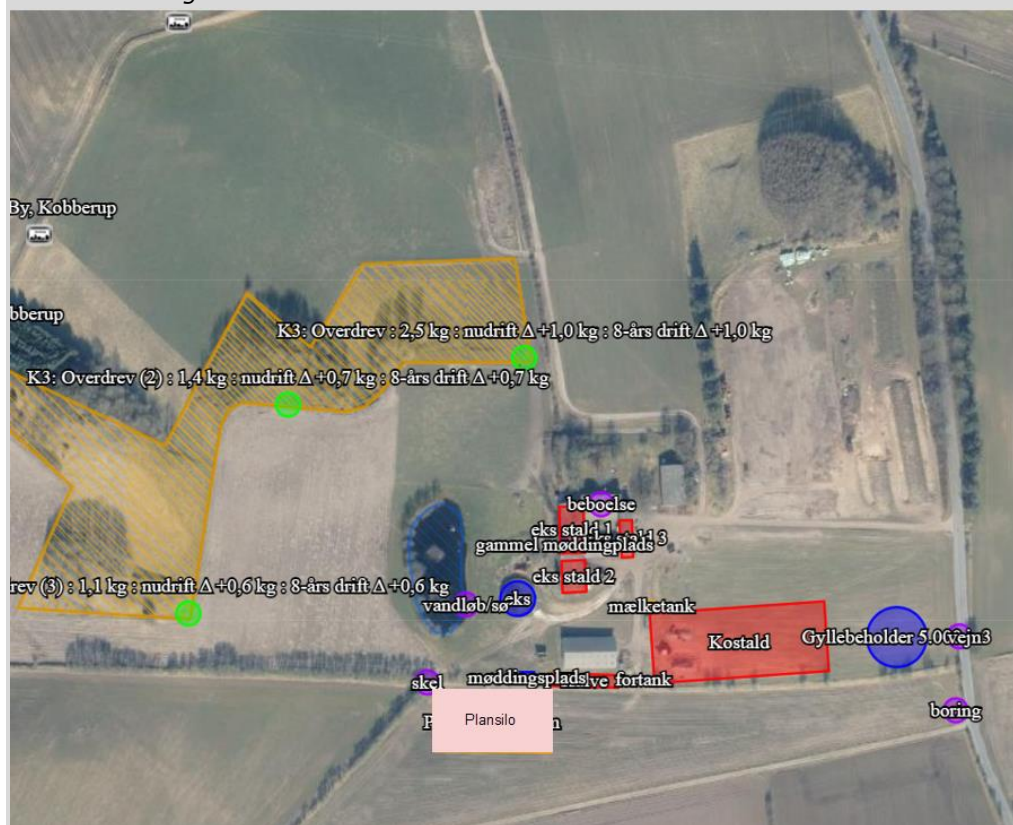 By, Kobberup
bberup
K3: Overdrev : 2,5 kg : nudrift Δ +1,0 kg : 8-års drift Δ +1,0 kg
K3: Overdrev (2) : 1,4 kg : nudrift Δ +0,7 kg : 8-års drift Δ +0,7 kg
beboelse
eks stald 1
stald 3
gammel møddingplads
eks stald 2
rev (3) : 1,1 kg : nudrift Δ +0,6 kg : 8-års drift Δ +0,6 kg
eks
vandløb/sø
mælketank
Kostald
Gyllebeholder 5.00
vejn3
skel
møddingsplads
fortank
Plansilo
boring